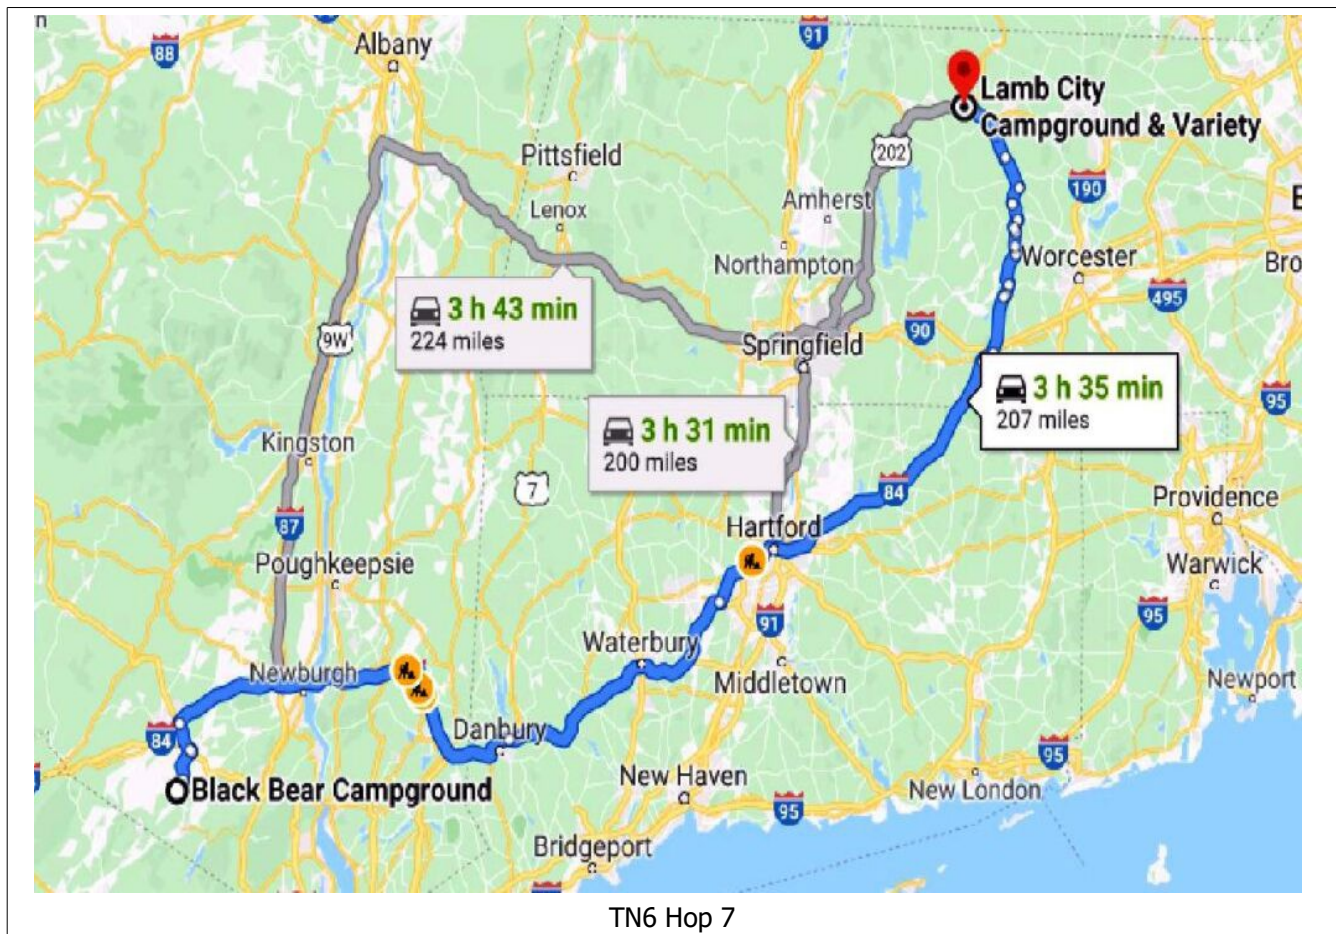 n
88
Albany
91
Lamb City
Campground & Variety
202
Pittsfield
Lenox
Amherst
190
E
Northampton
Worcester
Bro
495
3 h 43 min
224 miles
9W
90
Springfield
3 h 35 min
207 miles
95
3 h 31 min
200 miles
Kingston
7
84
Providence
87
Hartford
Poughkeepsie
Warwick
91
95
Waterbury
Middletown
Newburgh
Newport
84
Danbury
95
Black Bear Campground
New Haven
New London
95
Bridgeport
95
TN6 Hop 7